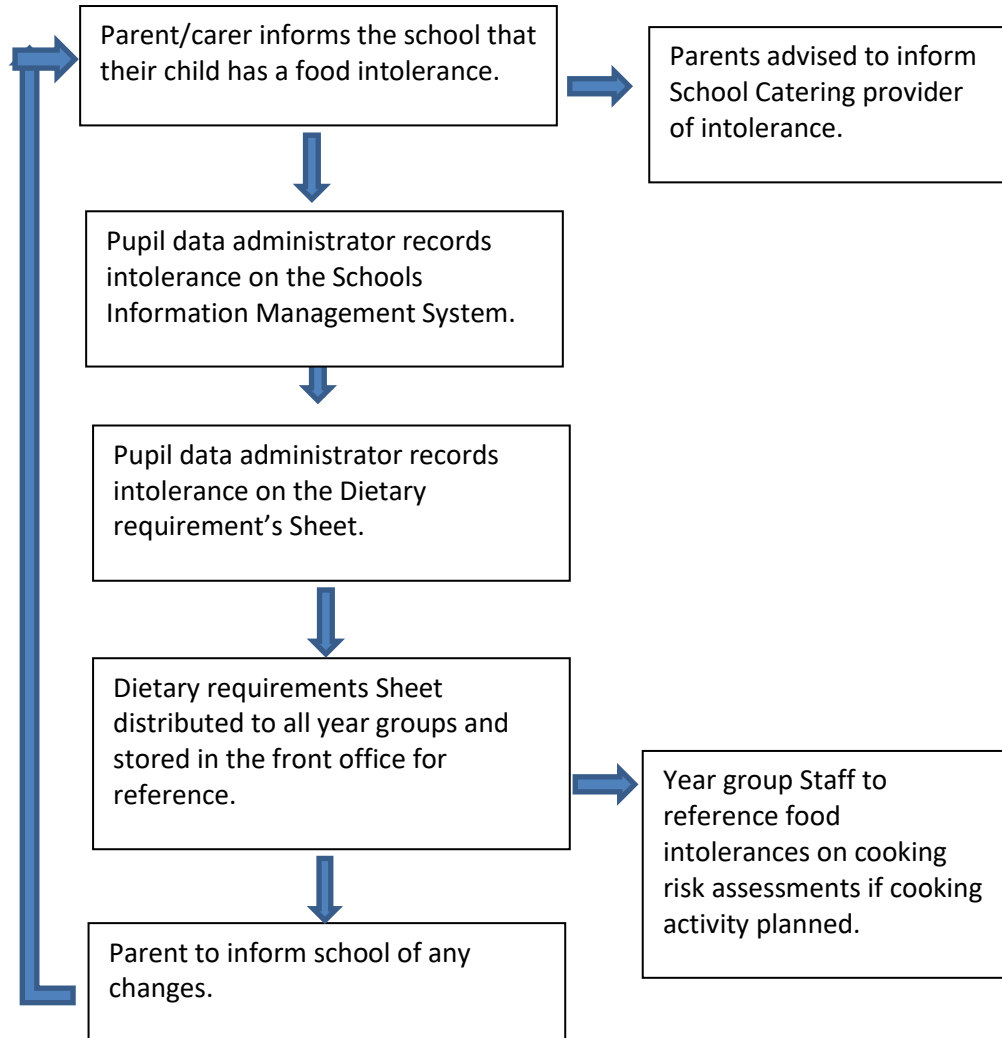 Parent/carer informs the school that
their child has a food intolerance.
Parents advised to inform
School Catering provider
of intolerance.
Pupil data administrator records
intolerance on the Schools
Information Management System.
Pupil data administrator records
intolerance on the Dietary
requirement’s Sheet.
Dietary requirements Sheet
distributed to all year groups and
stored in the front office for
reference.
Year group Staff to
reference food
intolerances on cooking
risk assessments if cooking
activity planned.
Parent to inform school of any
changes.